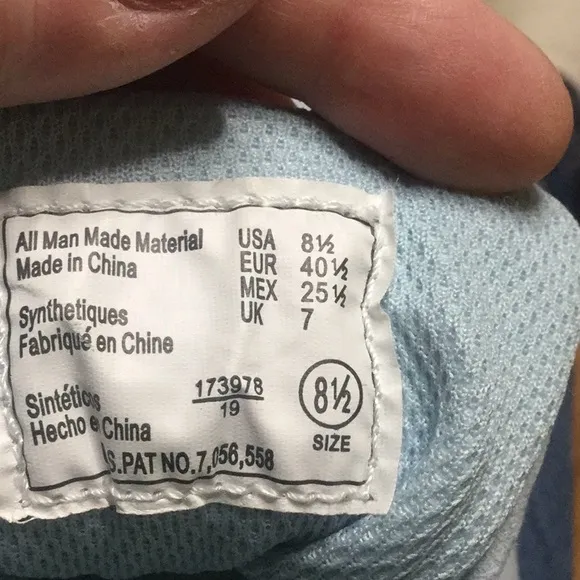 All Man Made Material
Made in China
USA 8½
EUR 40½
MEX 25½
UK 7
Synthetiques
Fabriqué en Chine
Sintéticos
Hecho en China
173978
19
8½
SIZE
S.PAT NO.7,056,558